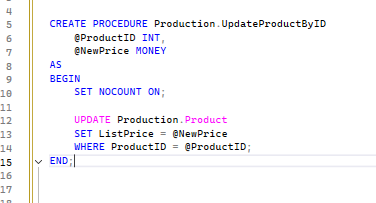 4
5 CREATE PROCEDURE Production.UpdateProductByID
6 @ProductID INT,
7 @NewPrice MONEY
8 AS
9 BEGIN
10 SET NOCOUNT ON;
11
12 UPDATE Production.Product
13 SET ListPrice = @NewPrice
14 WHERE ProductID = @ProductID;
15 END;
16
17